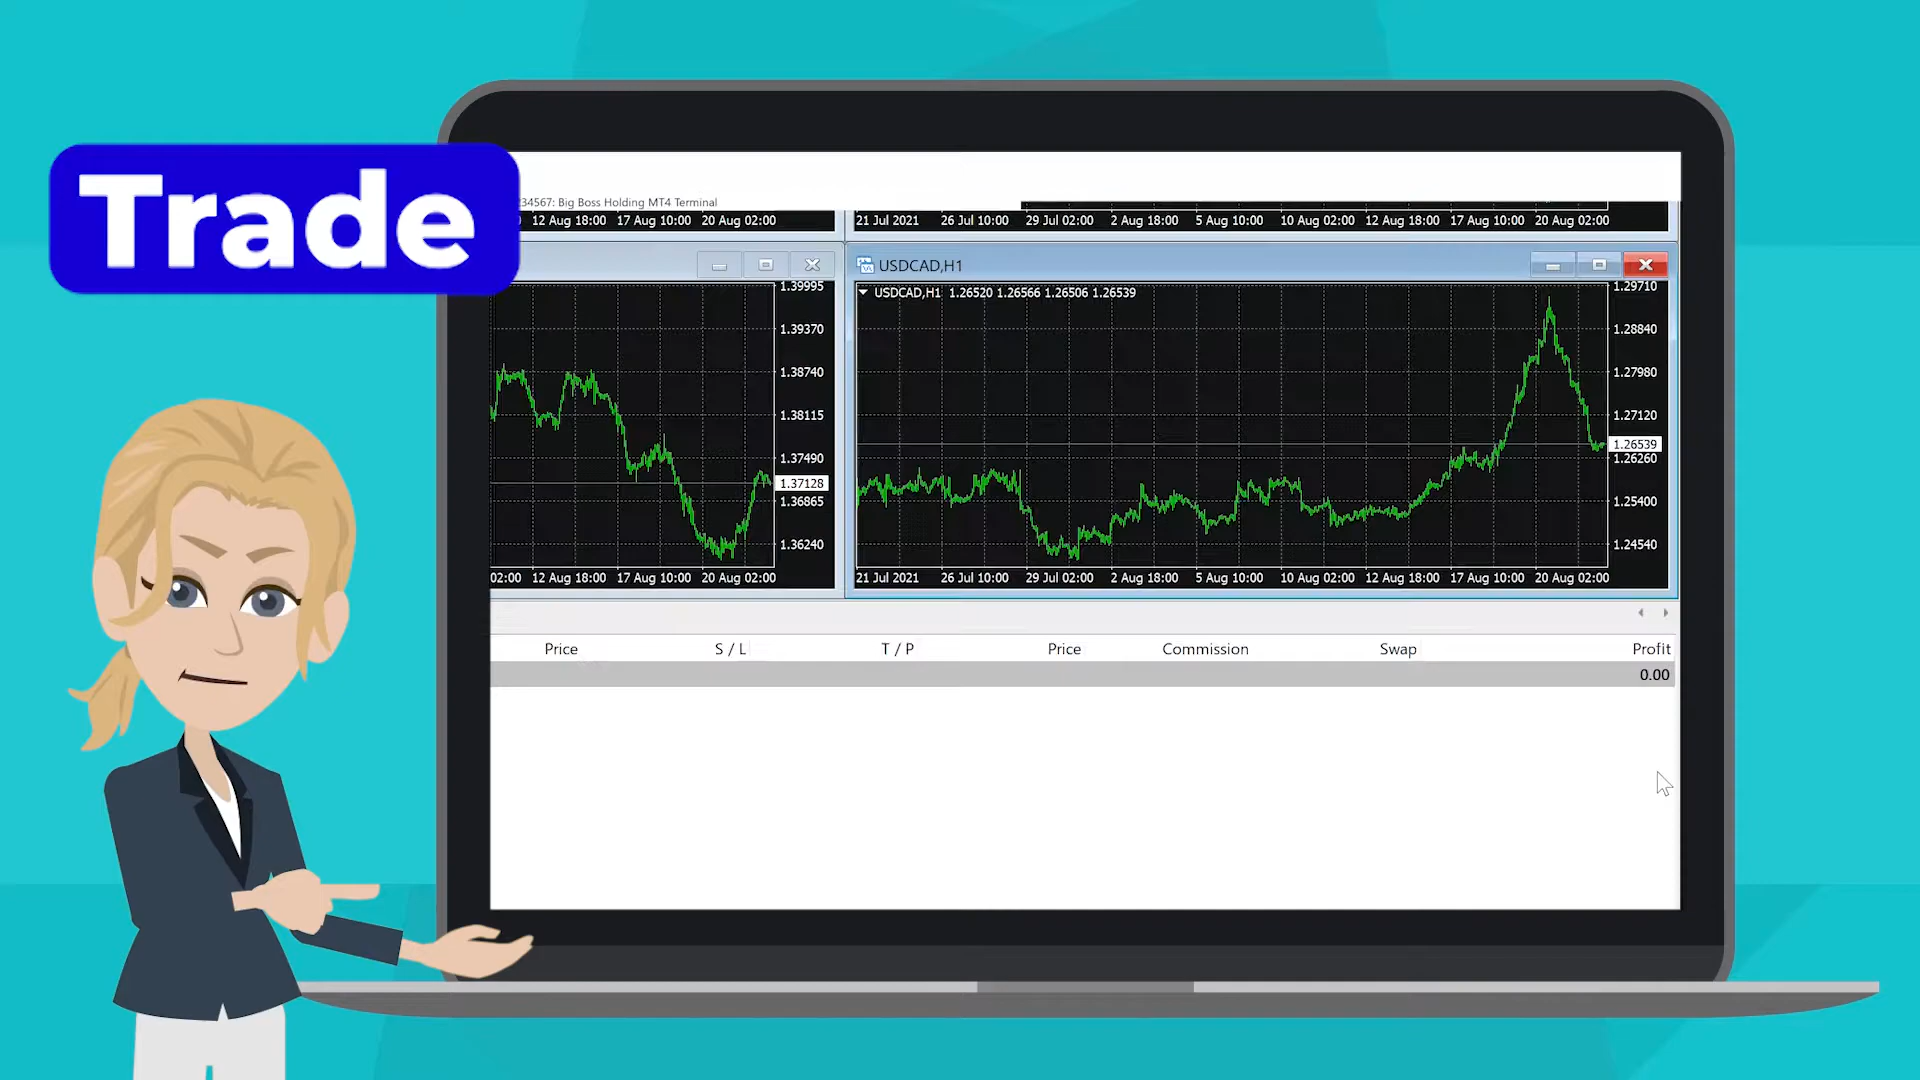 Trade
234567: Big Boss Holding MT4 Terminal
12 Aug 18:00 17 Aug 10:00 20 Aug 02:00
21 Jul 2021 26 Jul 10:00 29 Jul 02:00 2 Aug 18:00 5 Aug 10:00 10 Aug 02:00 12 Aug 18:00 17 Aug 10:00 20 Aug 02:00
1.39995
1.39370
1.38740
1.38115
1.37490
1.37128
1.36865
1.36240
02:00 12 Aug 18:00 17 Aug 10:00 20 Aug 02:00
USDCAD,H1
USDCAD,H1 1.26520 1.26566 1.26506 1.26539
1.29710
1.28840
1.27980
1.27120
1.26539
1.26260
1.25400
1.24540
21 Jul 2021 26 Jul 10:00 29 Jul 02:00 2 Aug 18:00 5 Aug 10:00 10 Aug 02:00 12 Aug 18:00 17 Aug 10:00 20 Aug 02:00
Price S / L T / P Price Commission Swap Profit
0.00